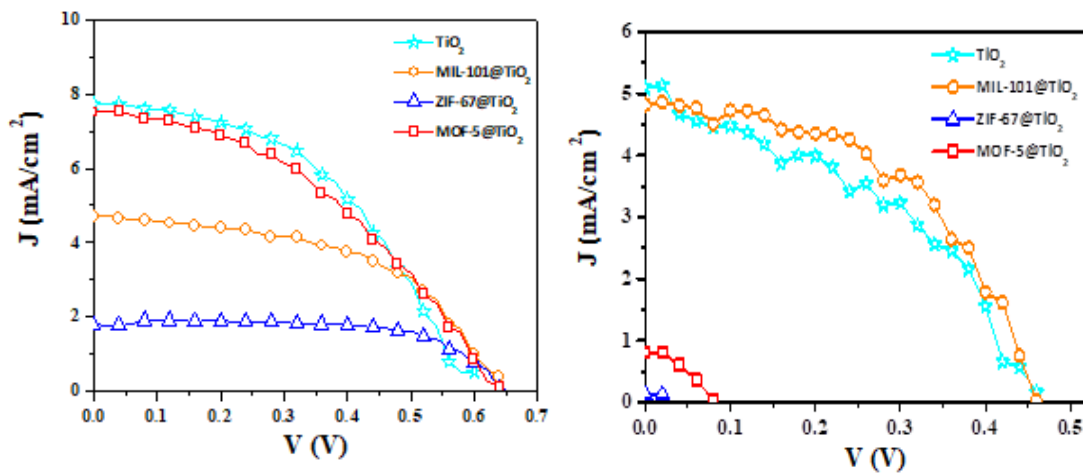 10
8
6
4
2
0
J (mA/cm²)
TiO₂
MIL-101@TiO₂
ZIF-67@TiO₂
MOF-5@TiO₂
0.0 0.1 0.2 0.3 0.4 0.5 0.6 0.7
V (V)
6
5
4
3
2
1
0
J (mA/cm²)
TiO₂
MIL-101@TiO₂
ZIF-67@TiO₂
MOF-5@TiO₂
0.0 0.1 0.2 0.3 0.4 0.5
V (V)